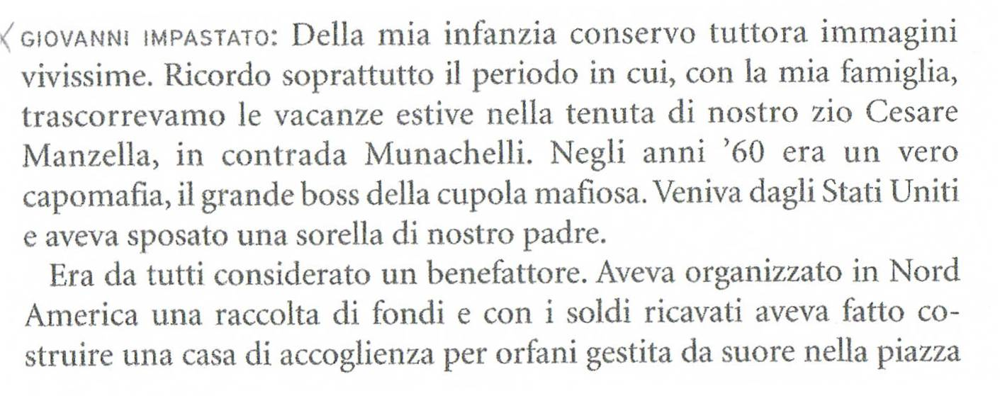 GIOVANNI IMPASTATO: Della mia infanzia conservo tuttora immagini
vivissime. Ricordo soprattutto il periodo in cui, con la mia famiglia,
trascorrevamo le vacanze estive nella tenuta di nostro zio Cesare
Manzella, in contrada Munachelli. Negli anni ’60 era un vero
capomafia, il grande boss della cupola mafiosa. Veniva dagli Stati Uniti
e aveva sposato una sorella di nostro padre.
Era da tutti considerato un benefattore. Aveva organizzato in Nord
America una raccolta di fondi e con i soldi ricavati aveva fatto co-
struire una casa di accoglienza per orfani gestita da suore nella piazza